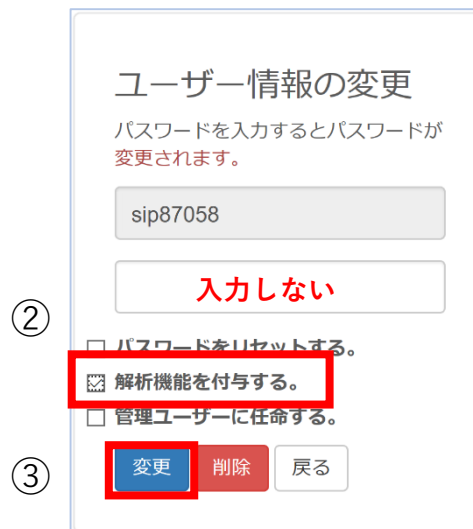 ユーザー情報の変更
パスワードを入力するとパスワードが
変更されます。
sip87058
入力しない
②
パスワードをリセットする。
解析機能を付与する。
管理ユーザーに任命する。
③
変更 削除 戻る